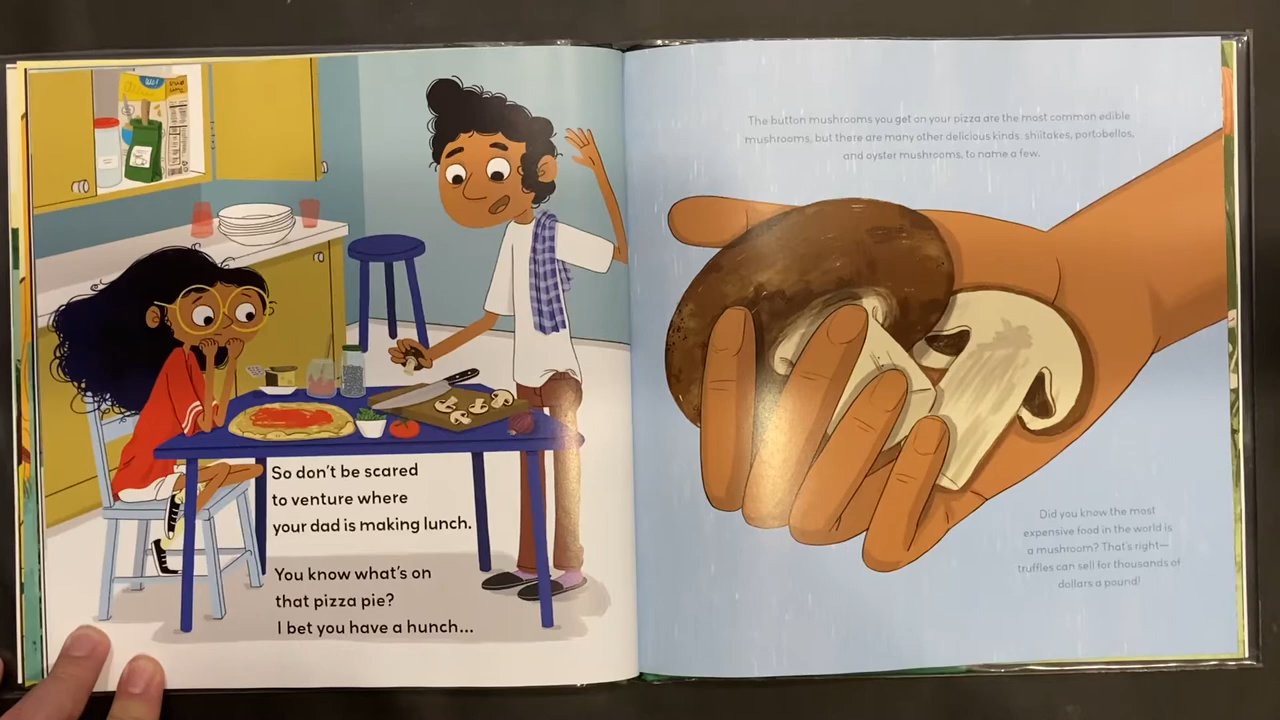 So don't be scared
to venture where
your dad is making lunch.
You know what's on
that pizza pie?
I bet you have a hunch...
The button mushrooms you get on your pizza are the most common edible
mushrooms, but there are many other delicious kinds: shiitakes, portobellos,
and oyster mushrooms, to name a few.
Did you know the most
expensive food in the world is
a mushroom? That's right—
truffles can sell for thousands of
dollars a pound!